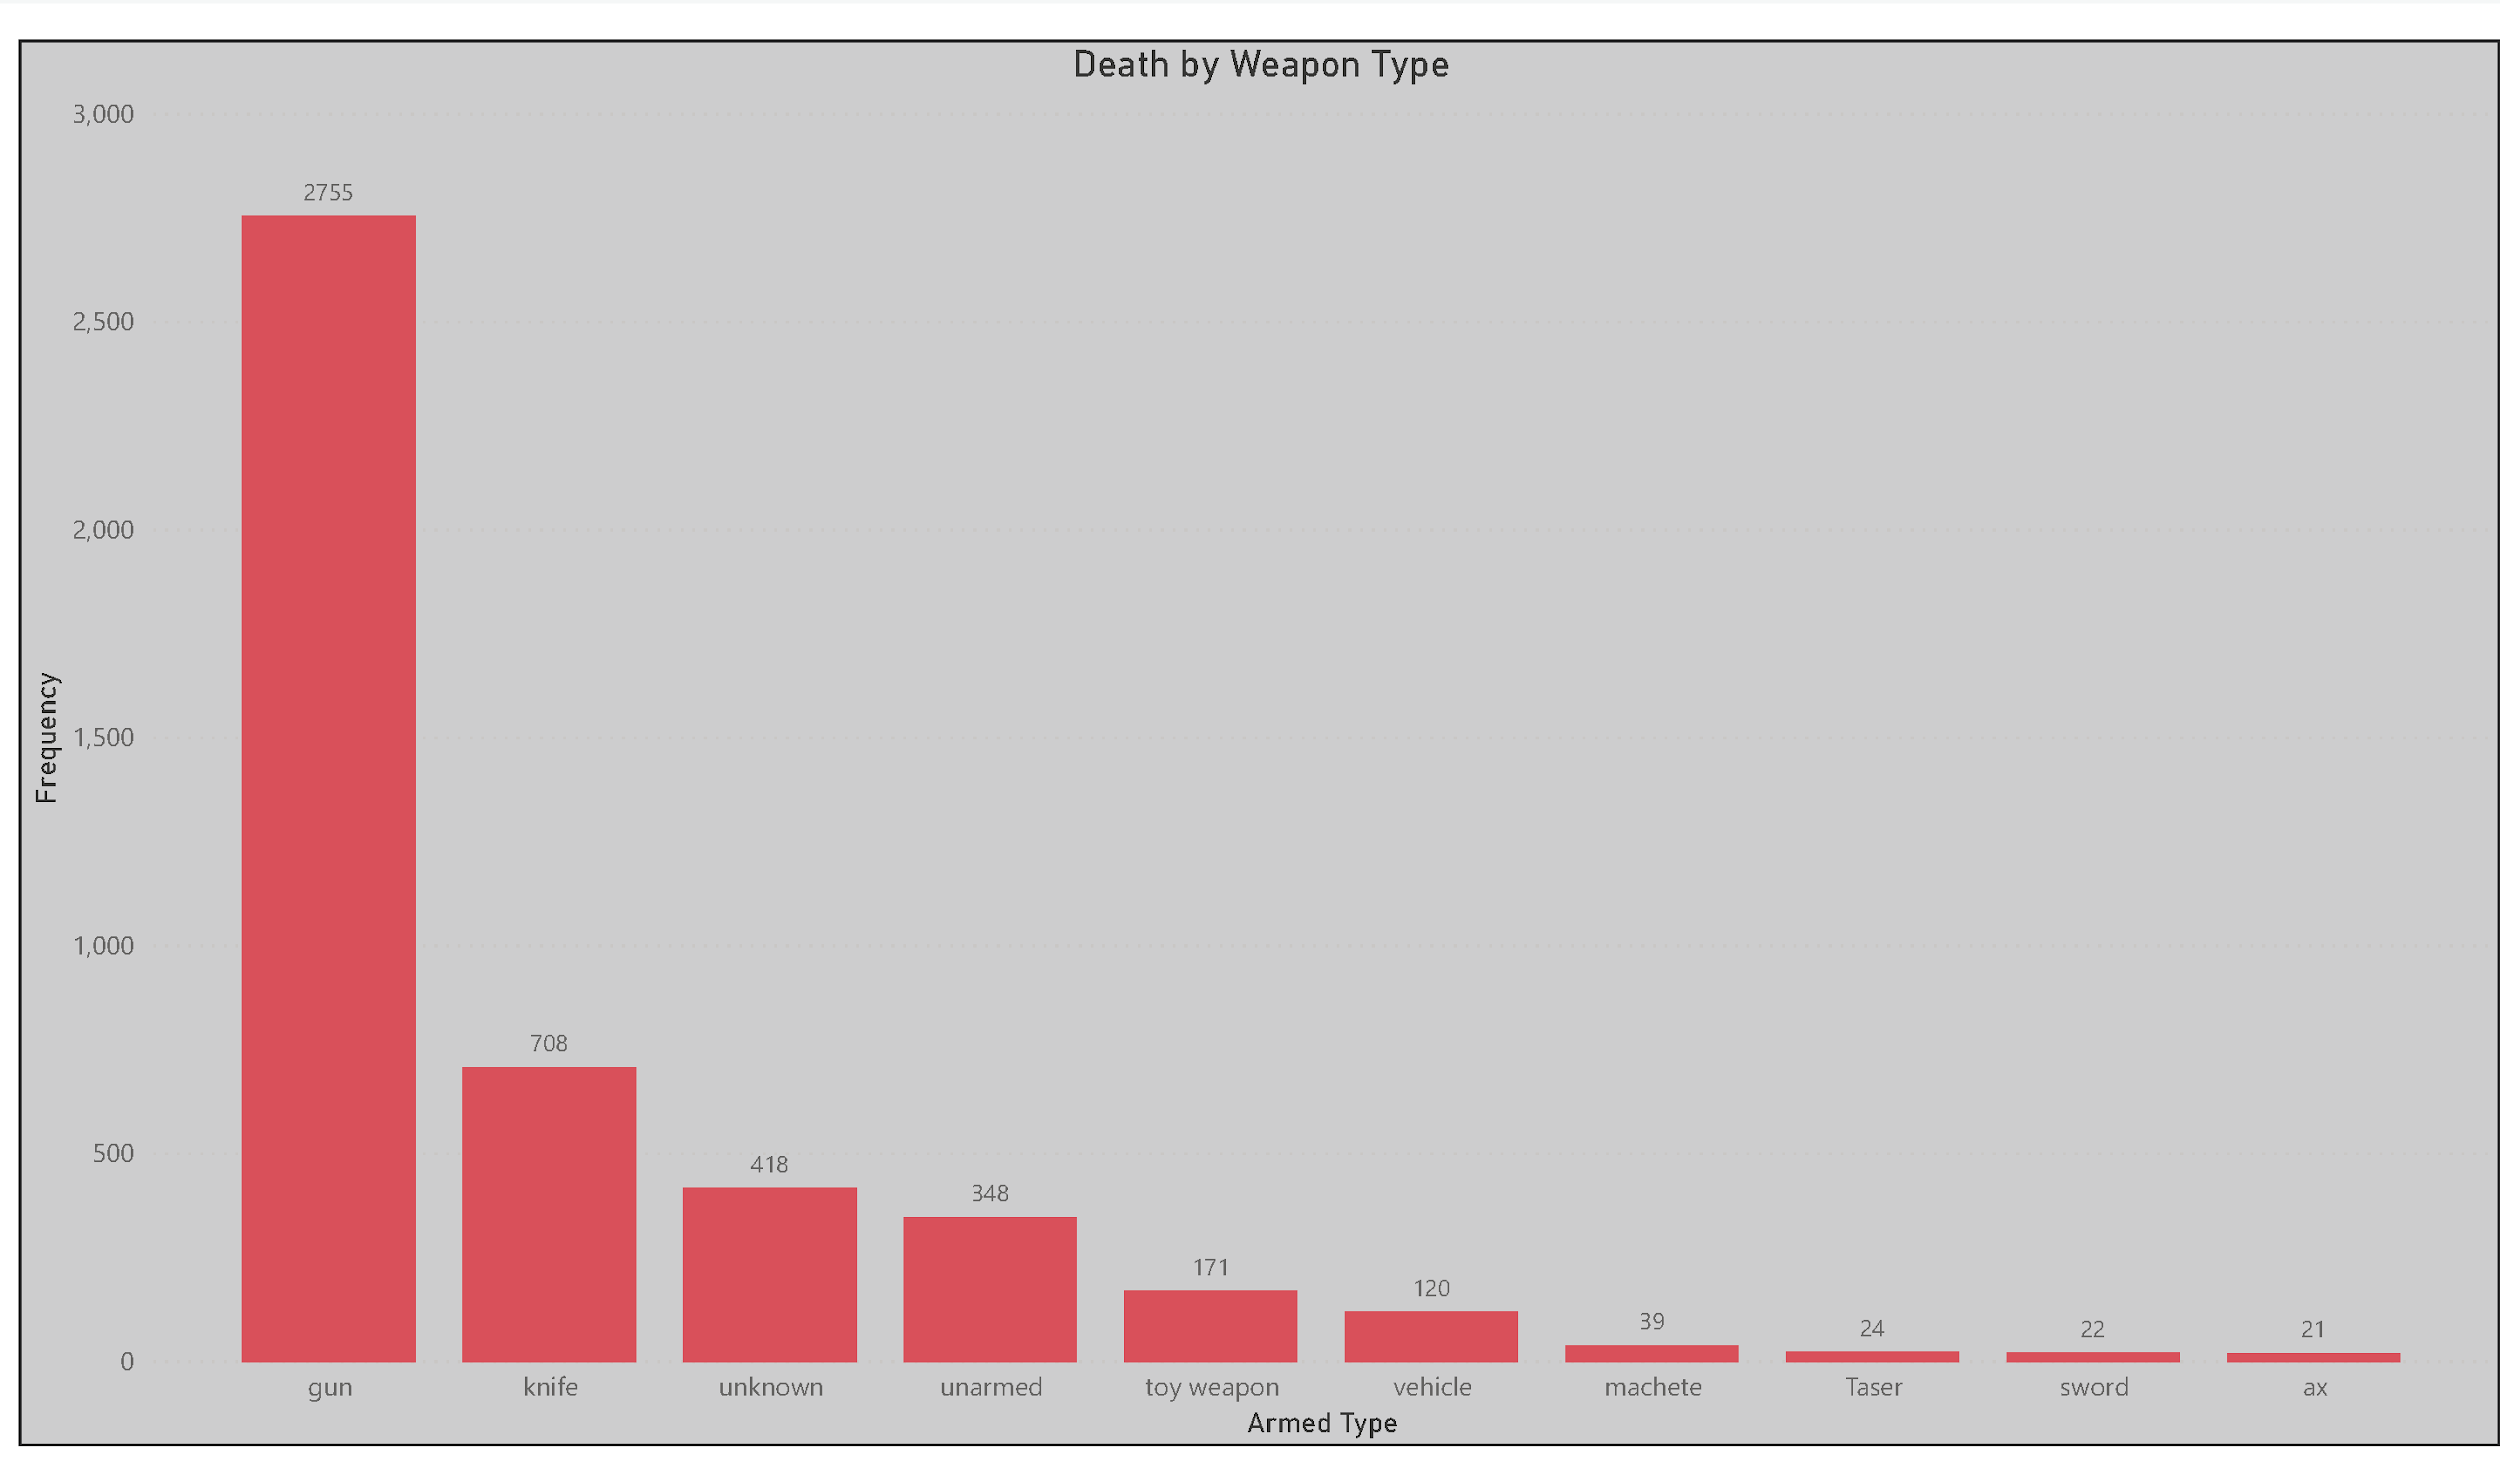 Death by Weapon Type
3,000
2,500
2,000
1,500
1,000
500
0
Frequency
2755
708
418
348
171
120
39
24
22
21
gun
knife
unknown
unarmed
toy weapon
vehicle
machete
Taser
sword
ax
Armed Type